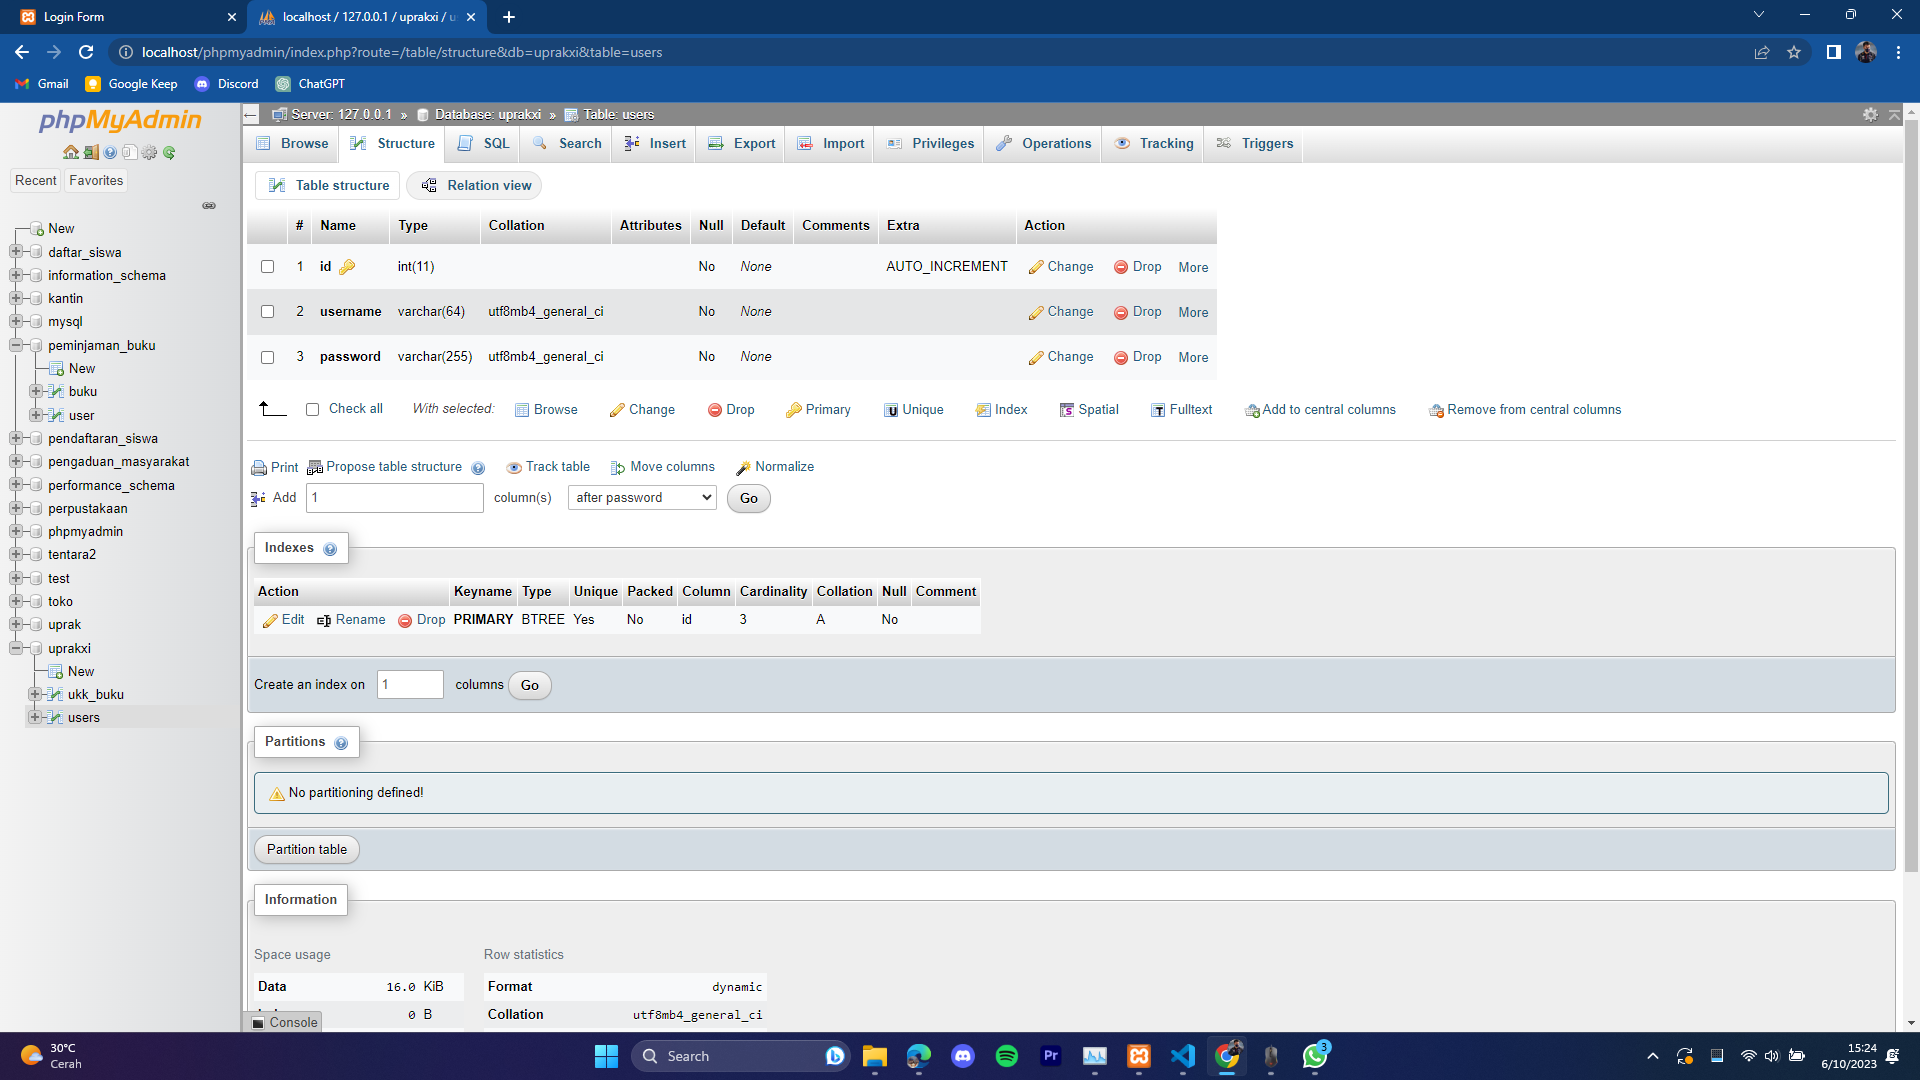 Login Form
localhost / 127.0.0.1 / uprakxi / u
localhost/phpmyadmin/index.php?route=/table/structure&db=uprakxi&table=users
Gmail Google Keep Discord ChatGPT
phpMyAdmin
Recent Favorites
New
daftar_siswa
information_schema
kantin
mysql
peminjaman_buku
New
buku
user
pendaftaran_siswa
pengaduan_masyarakat
performance_schema
perpustakaan
phpmyadmin
tentara2
test
toko
uprak
uprakxi
New
ukk_buku
users
Server: 127.0.0.1 » Database: uprakxi » Table: users
Browse Structure SQL Search Insert Export Import Privileges Operations Tracking Triggers
Table structure Relation view
# Name Type Collation Attributes Null Default Comments Extra Action
1 id int(11) No None AUTO_INCREMENT Change Drop More
2 username varchar(64) utf8mb4_general_ci No None Change Drop More
3 password varchar(255) utf8mb4_general_ci No None Change Drop More
Check all With selected: Browse Change Drop Primary Unique Index Spatial Fulltext Add to central columns Remove from central columns
Print Propose table structure Track table Move columns Normalize
Add 1 column(s) after password Go
Indexes
Action Keyname Type Unique Packed Column Cardinality Collation Null Comment
Edit Rename Drop PRIMARY BTREE Yes No id 3 A No
Create an index on 1 columns Go
Partitions
No partitioning defined!
Partition table
Information
Space usage Row statistics
Data 16.0 KiB Format dynamic
0 B Collation utf8mb4_general_ci
Console
30°C
Cerah
Search
Pr
3
15:24
6/10/2023